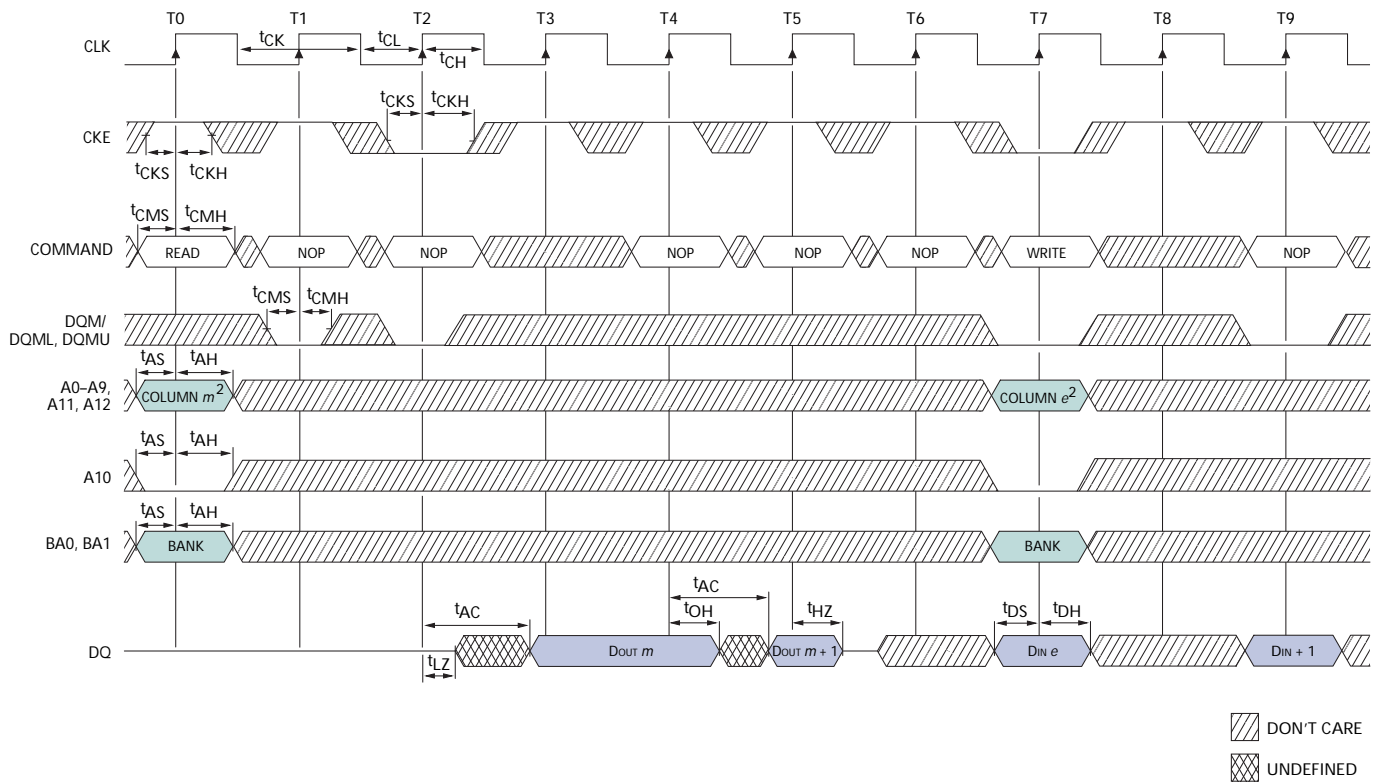 T0 T1 T2 T3 T4 T5 T6 T7 T8 T9
CLK
tCK tCL tCH
CKE
tCKS tCKH
tCKS tCKH
tCMS tCMH
COMMAND READ NOP NOP NOP NOP NOP WRITE NOP
tCMS tCMH
DQM/
DQML, DQMU
tAS tAH
A0–A9,
A11, A12
COLUMN m2 COLUMN e2
tAS tAH
A10
tAS tAH
BA0, BA1 BANK BANK
tAC tAC tOH tHZ tDS tDH
DQ DOUT m DOUT m + 1 DIN e DIN + 1
tLZ
DON'T CARE
UNDEFINED